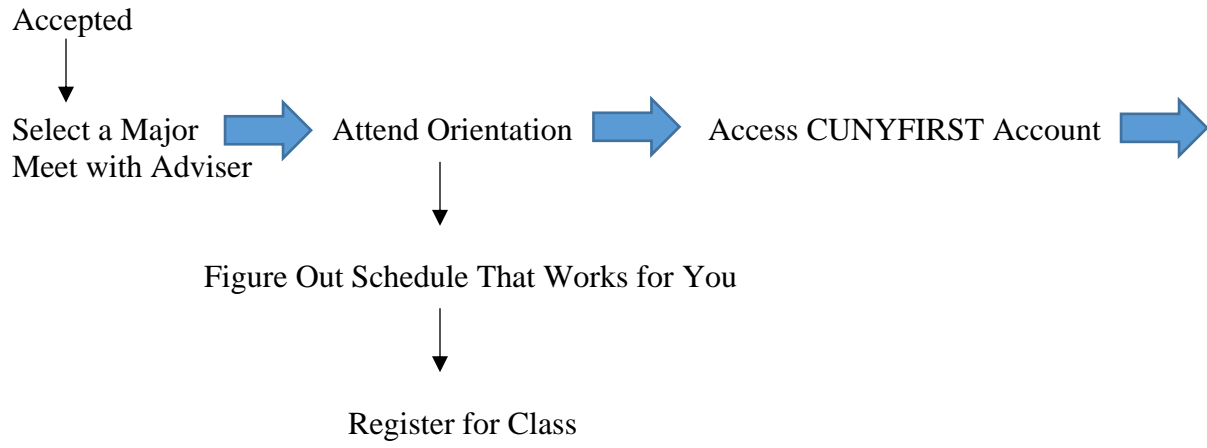 Accepted
Select a Major
Meet with Adviser
Attend Orientation
Access CUNYFIRST Account
Figure Out Schedule That Works for You
Register for Class